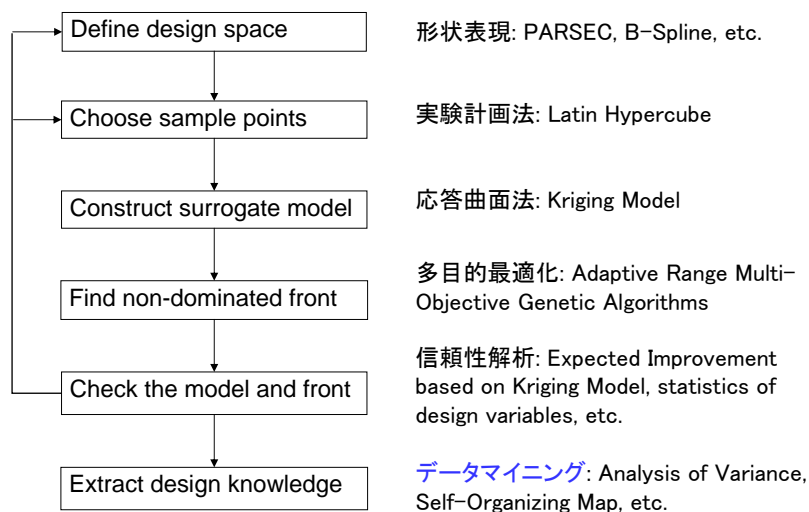 Define design space
形状表現: PARSEC, B-Spline, etc.
Choose sample points
実験計画法: Latin Hypercube
Construct surrogate model
応答曲面法: Kriging Model
Find non-dominated front
多目的最適化: Adaptive Range Multi-
Objective Genetic Algorithms
Check the model and front
信頼性解析: Expected Improvement
based on Kriging Model, statistics of
design variables, etc.
Extract design knowledge
データマイニング: Analysis of Variance,
Self-Organizing Map, etc.